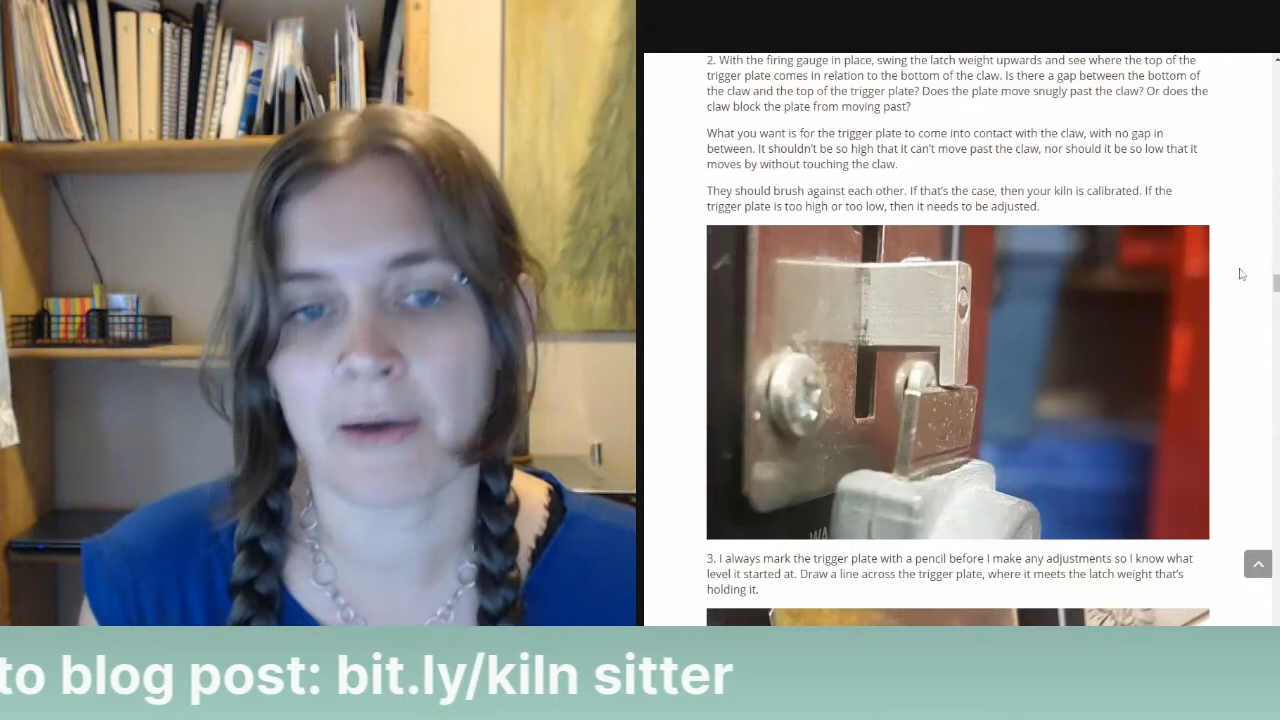 2. With the firing gauge in place, swing the latch weight upwards and see where the top of the
trigger plate comes in relation to the bottom of the claw. Is there a gap between the bottom of
the claw and the top of the trigger plate? Does the plate move snugly past the claw? Or does the
claw block the plate from moving past?
What you want is for the trigger plate to come into contact with the claw, with no gap in
between. It shouldn't be so high that it can't move past the claw, nor should it be so low that it
moves by without touching the claw.
They should brush against each other. If that's the case, then your kiln is calibrated. If the
trigger plate is too high or too low, then it needs to be adjusted.
WA
3. I always mark the trigger plate with a pencil before I make any adjustments so I know what
level it started at. Draw a line across the trigger plate, where it meets the latch weight that's
holding it.
to blog post: bit.ly/kiln sitter